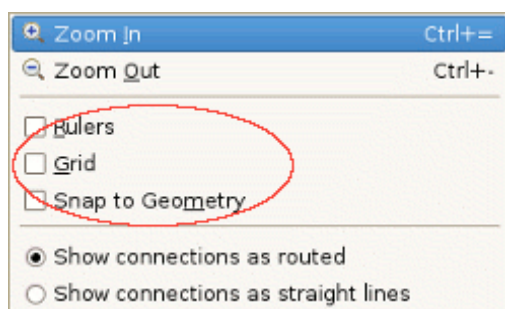 Zoom In Ctrl+=
Zoom Out Ctrl+-
Rulers
Grid
Snap to Geometry
Show connections as routed
Show connections as straight lines